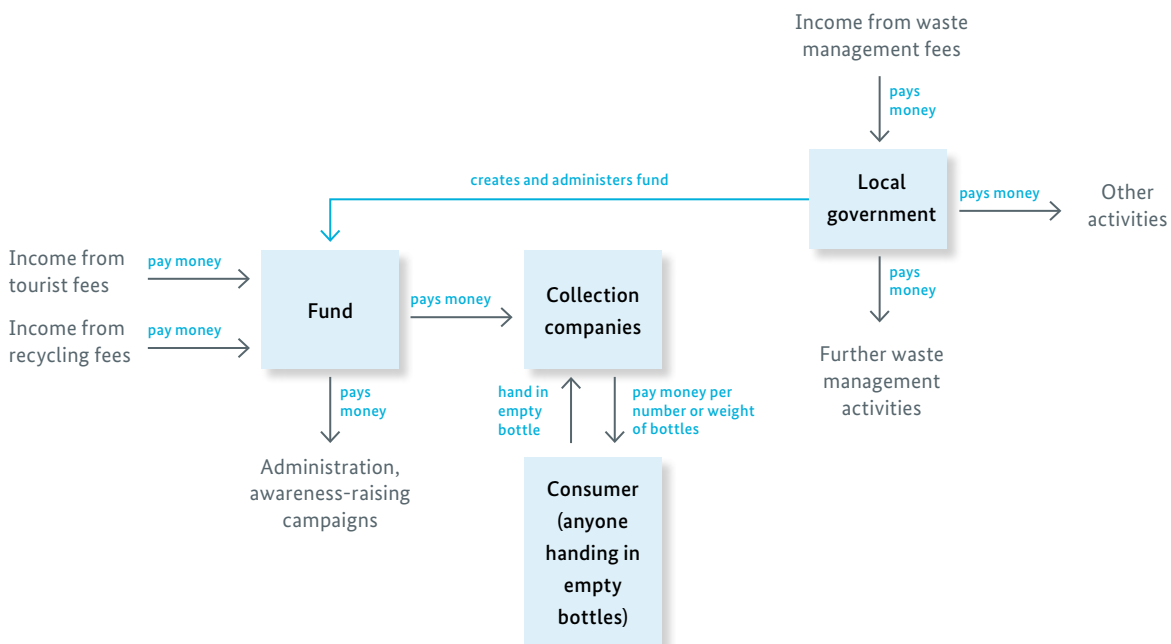 Income from waste
management fees
pays
money
creates and administers fund
Local
government
pays money
Other
activities
Income from
tourist fees
pay money
Fund
pays money
Collection
companies
pays
money
Income from
recycling fees
pay money
Further waste
management
activities
pays
money
hand in
empty
bottle
pay money per
number or weight
of bottles
Administration,
awareness-raising
campaigns
Consumer
(anyone
handing in
empty
bottles)